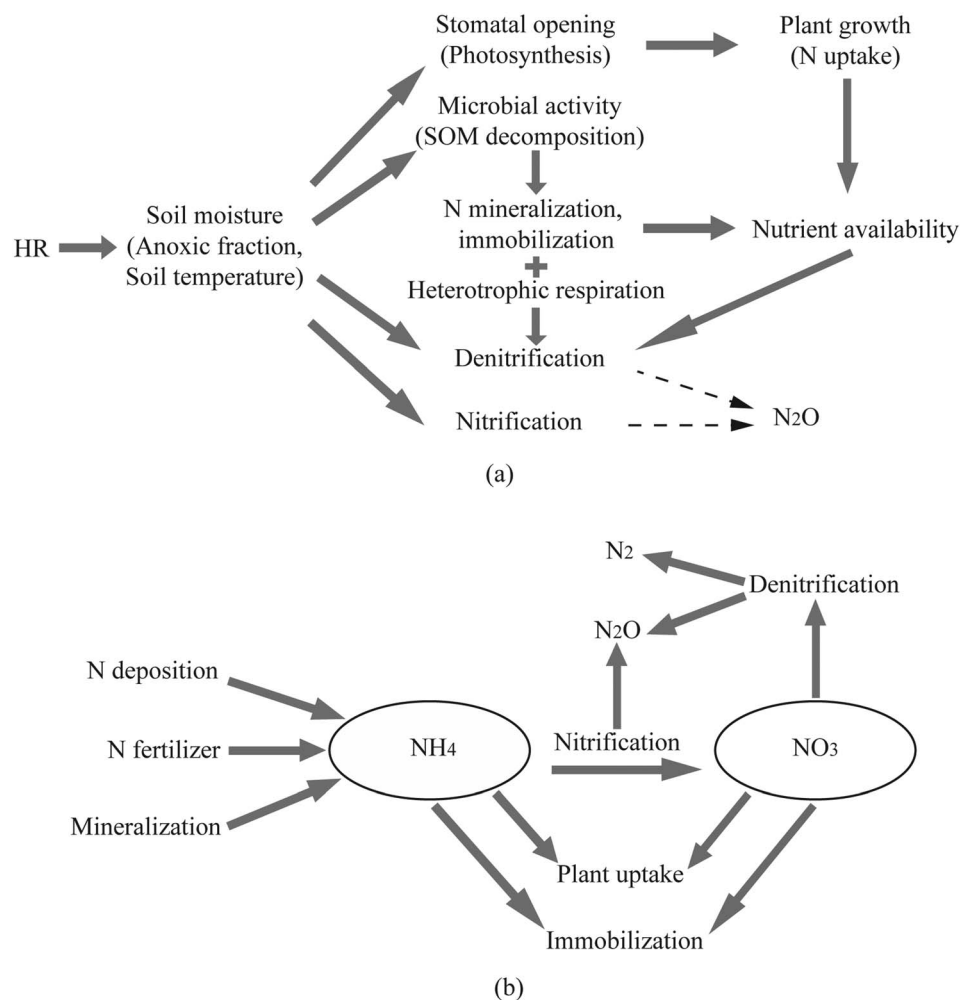 Stomatal opening
(Photosynthesis)
Plant growth
(N uptake)
Microbial activity
(SOM decomposition)
HR
Soil moisture
(Anoxic fraction,
Soil temperature)
N mineralization,
immobilization
Nutrient availability
Heterotrophic respiration
Denitrification
Nitrification
N2O
(a)
N2
Denitrification
N2O
N deposition
N fertilizer
Mineralization
NH4
Nitrification
NO3
Plant uptake
Immobilization
(b)